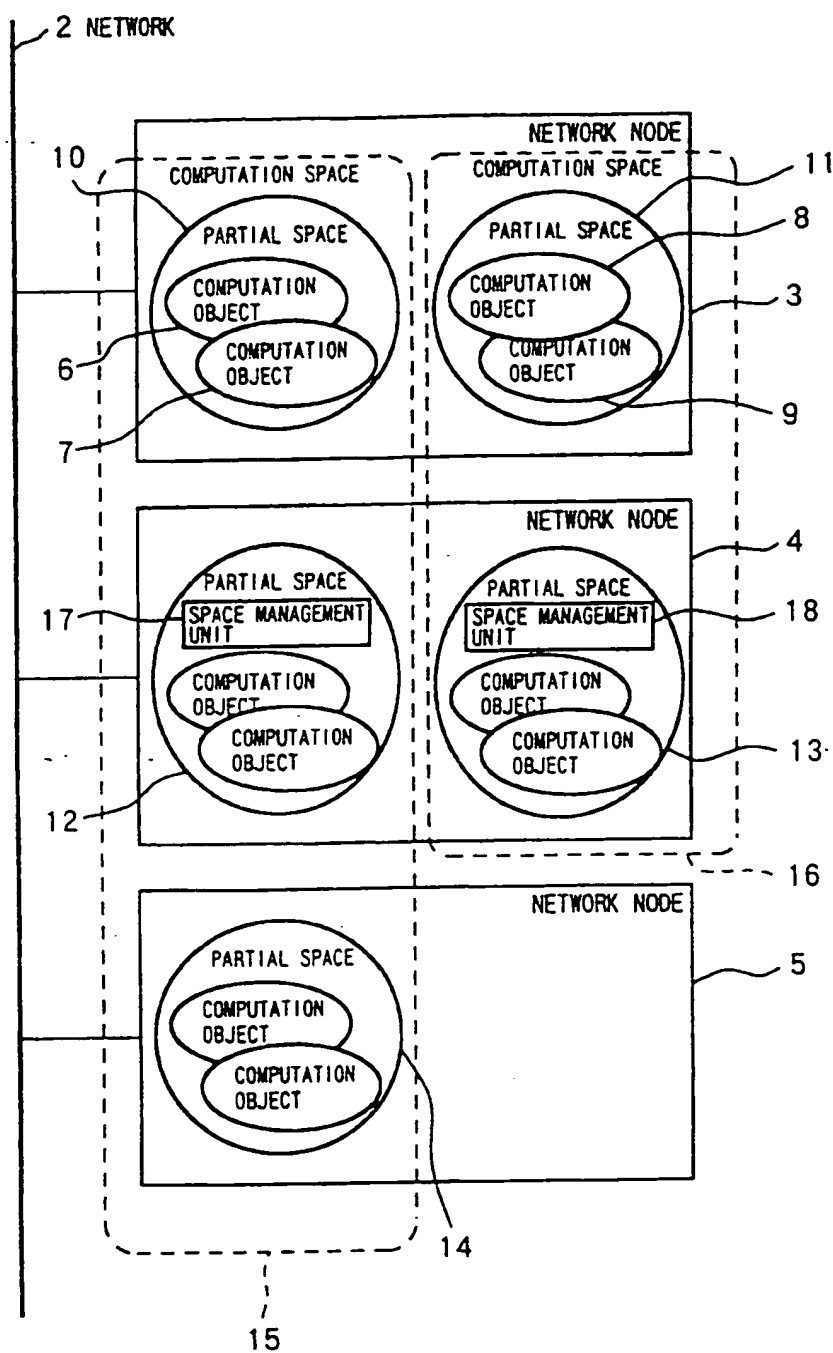 2 NETWORK
NETWORK NODE
10
COMPUTATION SPACE
COMPUTATION SPACE
11
PARTIAL SPACE
PARTIAL SPACE
8
COMPUTATION
OBJECT
COMPUTATION
OBJECT
3
6
COMPUTATION
OBJECT
COMPUTATION
OBJECT
7
9
NETWORK NODE
4
PARTIAL SPACE
PARTIAL SPACE
17
SPACE MANAGEMENT
UNIT
SPACE MANAGEMENT
UNIT
18
COMPUTATION
OBJECT
COMPUTATION
OBJECT
COMPUTATION
OBJECT
COMPUTATION
OBJECT
13
12
16
NETWORK NODE
PARTIAL SPACE
5
COMPUTATION
OBJECT
COMPUTATION
OBJECT
14
15